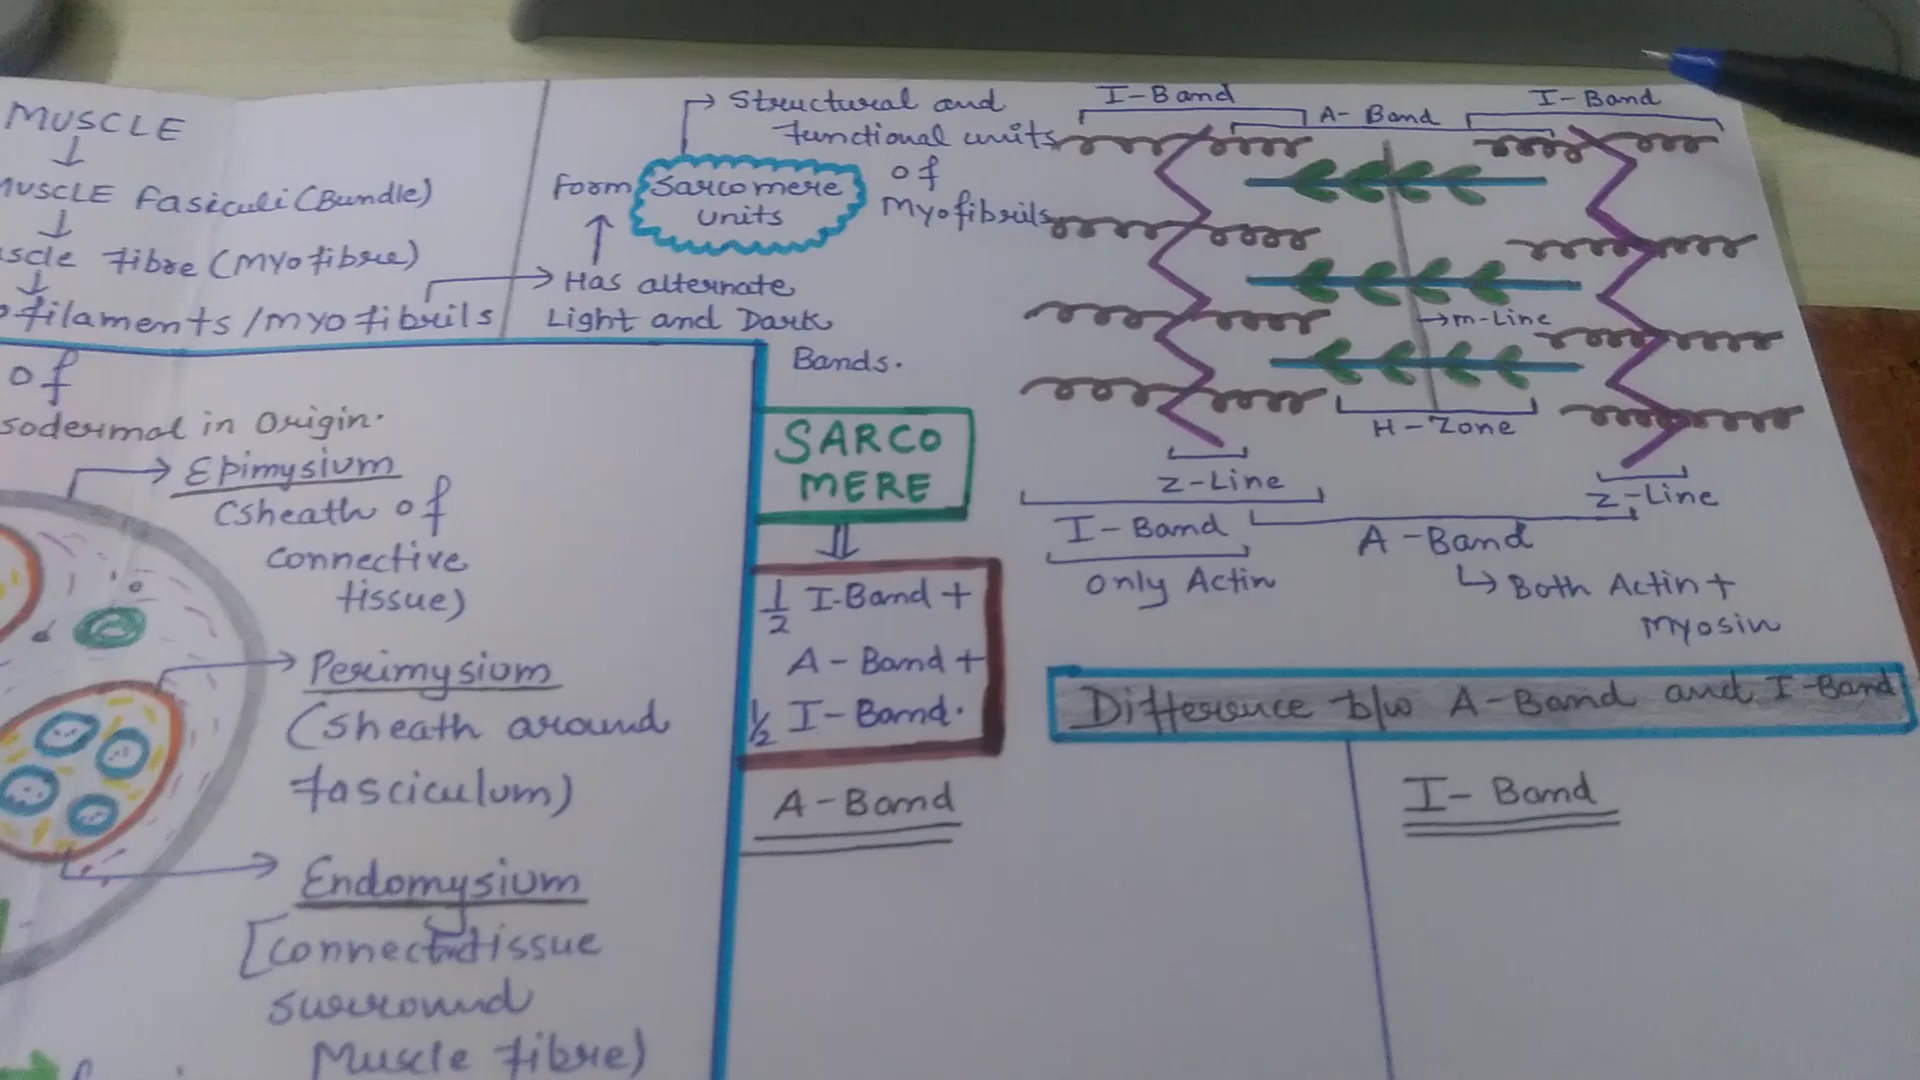 MUSCLE
MUSCLE Fasiculi (Bundle)
scle fibre (Myofibre)
filaments/myofibrils
of
sodermal in Origin.
Epimysium
(sheath of
connective
tissue)
Perimysium
(sheath around
fasciculum)
Endomysium
[connect tissue
surround
Muscle fibre)
Structural and
functional units
of
Myofibrils
Form
Sarcomere
units
Has alternate
Light and Dark
Bands.
SARCO
MERE
1/2 I-Band +
A-Band +
1/2 I-Band.
I-Band
A-Band
I-Band
m-Line
H-Zone
Z-Line
Z-Line
I-Band
A-Band
only Actin
Both Actin +
Myosin
Difference b/w A-Band and I-Band
A-Band
I-Band